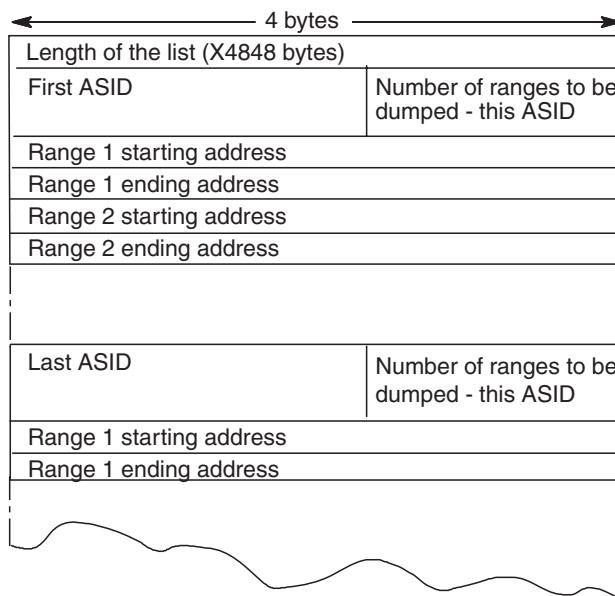 4 bytes
Length of the list (X4848 bytes)
First ASID
Number of ranges to be
dumped - this ASID
Range 1 starting address
Range 1 ending address
Range 2 starting address
Range 2 ending address
Last ASID
Number of ranges to be
dumped - this ASID
Range 1 starting address
Range 1 ending address